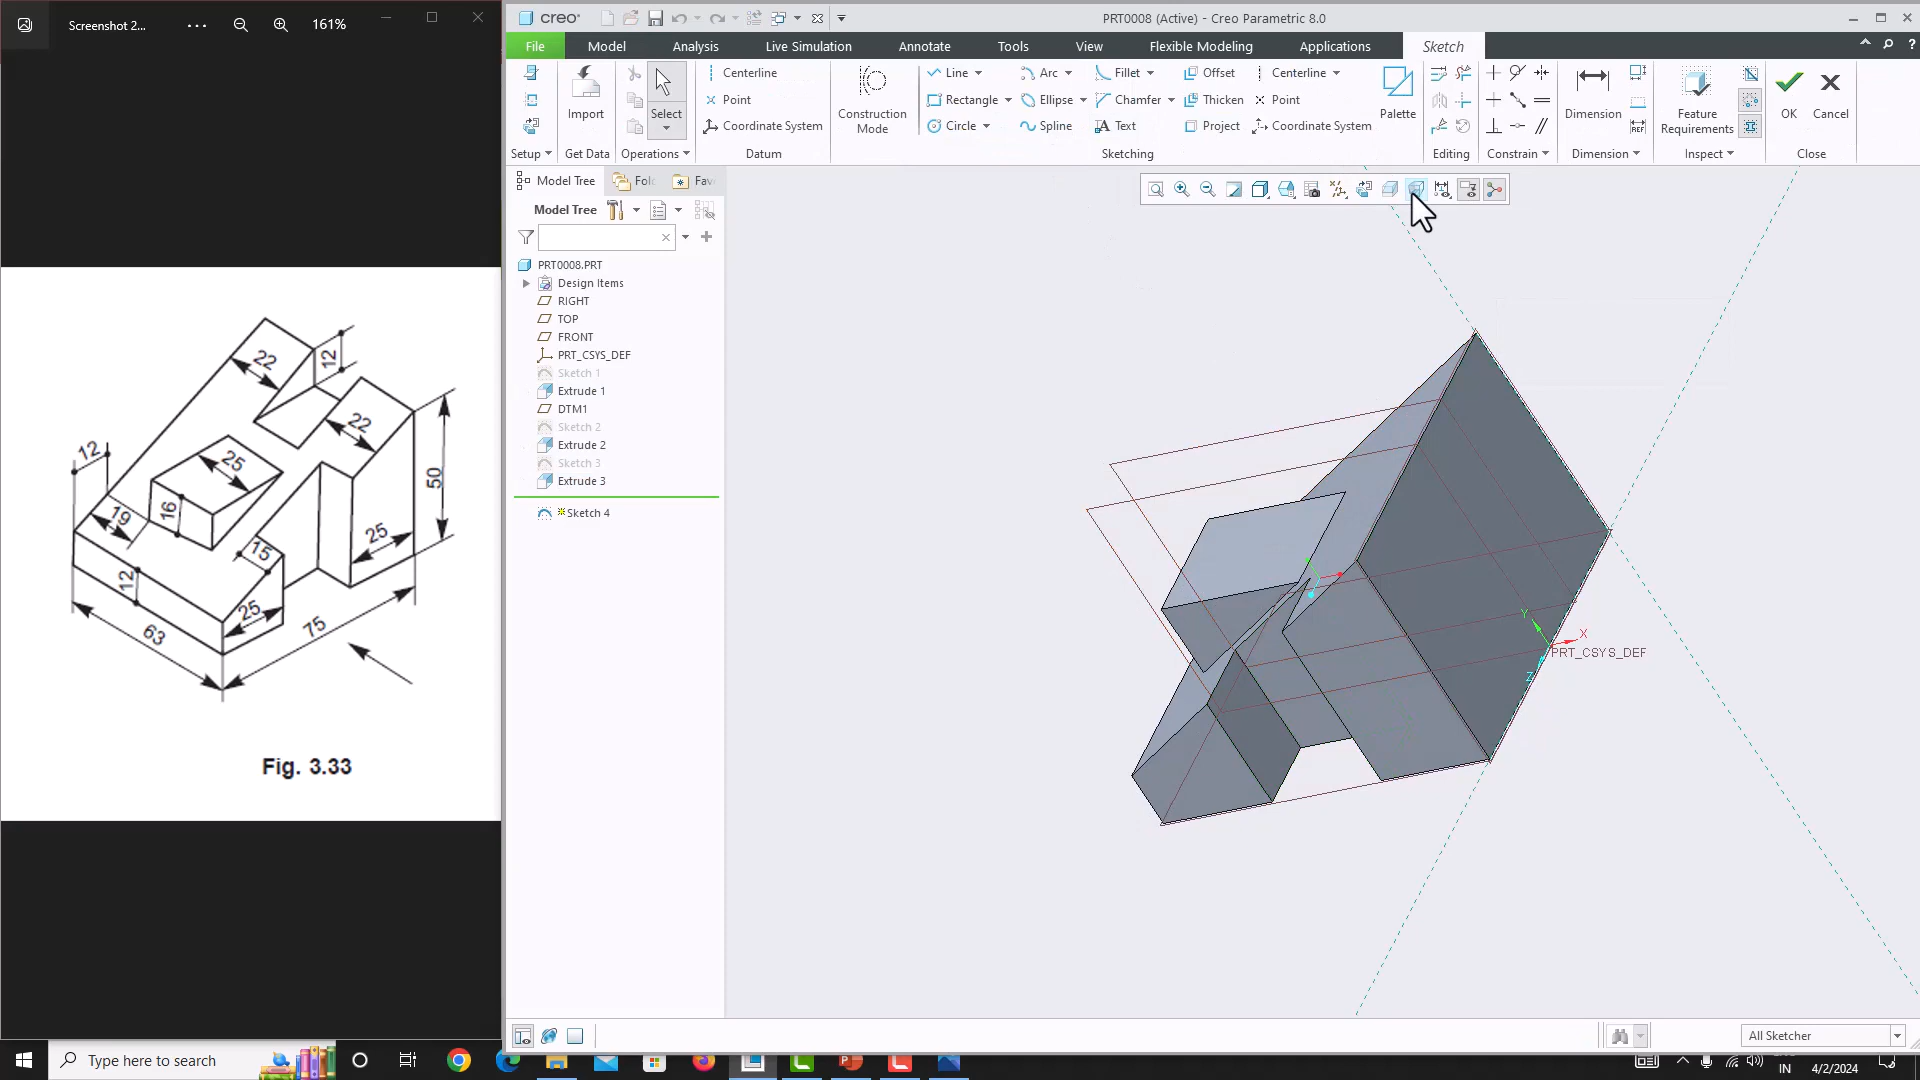 Screenshot 2...
161%
creo
PRT0008 (Active) - Creo Parametric 8.0
File
Model
Analysis
Live Simulation
Annotate
Tools
View
Flexible Modeling
Applications
Sketch
Import
Select
Centerline
Point
Coordinate System
Construction
Mode
Line
Rectangle
Circle
Arc
Ellipse
Spline
Fillet
Chamfer
Text
Offset
Thicken
Project
Centerline
Point
Coordinate System
Palette
Dimension
Feature
Requirements
OK
Cancel
Setup
Get Data
Operations
Datum
Sketching
Editing
Constrain
Dimension
Inspect
Close
Model Tree
Fol
Fav
Model Tree
PRT0008.PRT
Design Items
RIGHT
TOP
FRONT
PRT_CSYS_DEF
Sketch 1
Extrude 1
DTM1
Sketch 2
Extrude 2
Sketch 3
Extrude 3
Sketch 4
22
12
22
12
25
50
16
19
15
25
12
25
63
75
Fig. 3.33
Y
X
PRT_CSYS_DEF
Z
All Sketcher
Type here to search
IN
4/2/2024